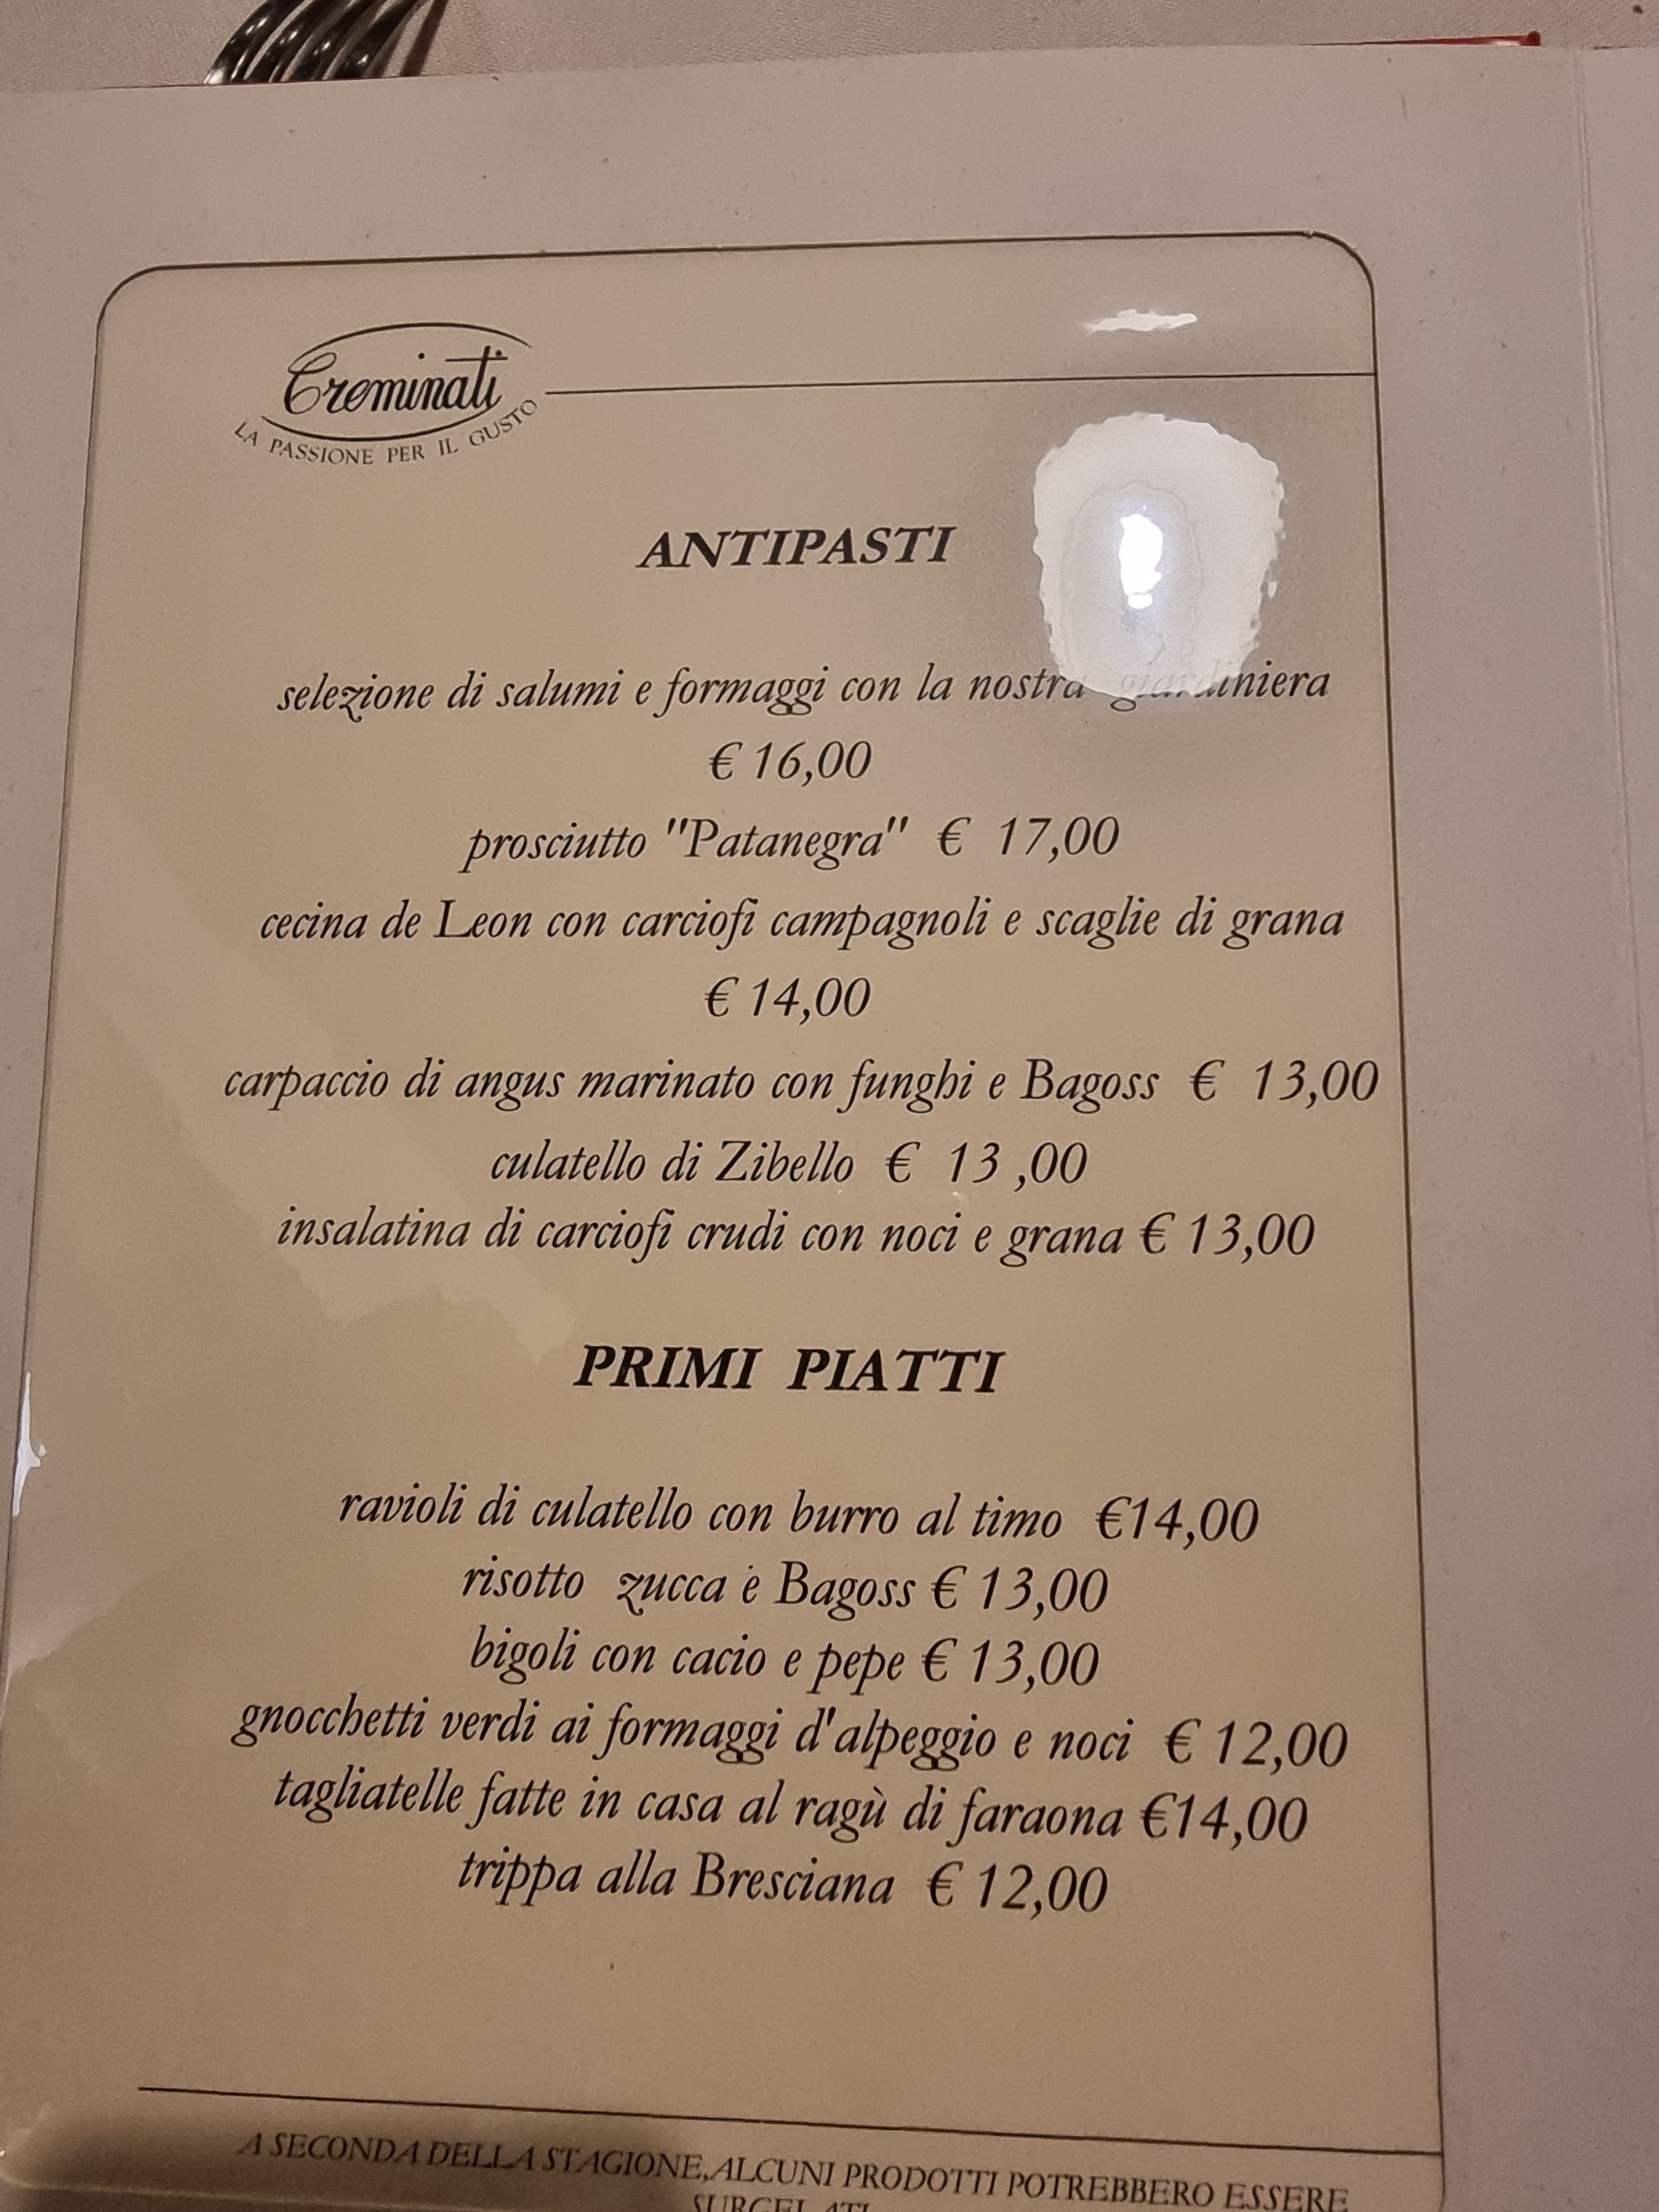 Creminati
LA PASSIONE PER IL GUSTO
ANTIPASTI
selezione di salumi e formaggi con la nostra giardiniera
€ 16,00
prosciutto "Patanegra" € 17,00
cecina de Leon con carciofi campagnoli e scaglie di grana
€ 14,00
carpaccio di angus marinato con funghi e Bagoss € 13,00
culatello di Zibello € 13 ,00
insalatina di carciofi crudi con noci e grana € 13,00
PRIMI PIATTI
ravioli di culatello con burro al timo €14,00
risotto zucca e Bagoss € 13,00
bigoli con cacio e pepe € 13,00
gnocchetti verdi ai formaggi d'alpeggio e noci € 12,00
tagliatelle fatte in casa al ragù di faraona €14,00
trippa alla Bresciana € 12,00
A SECONDA DELLA STAGIONE,ALCUNI PRODOTTI POTREBBERO ESSERE
SURGELATI